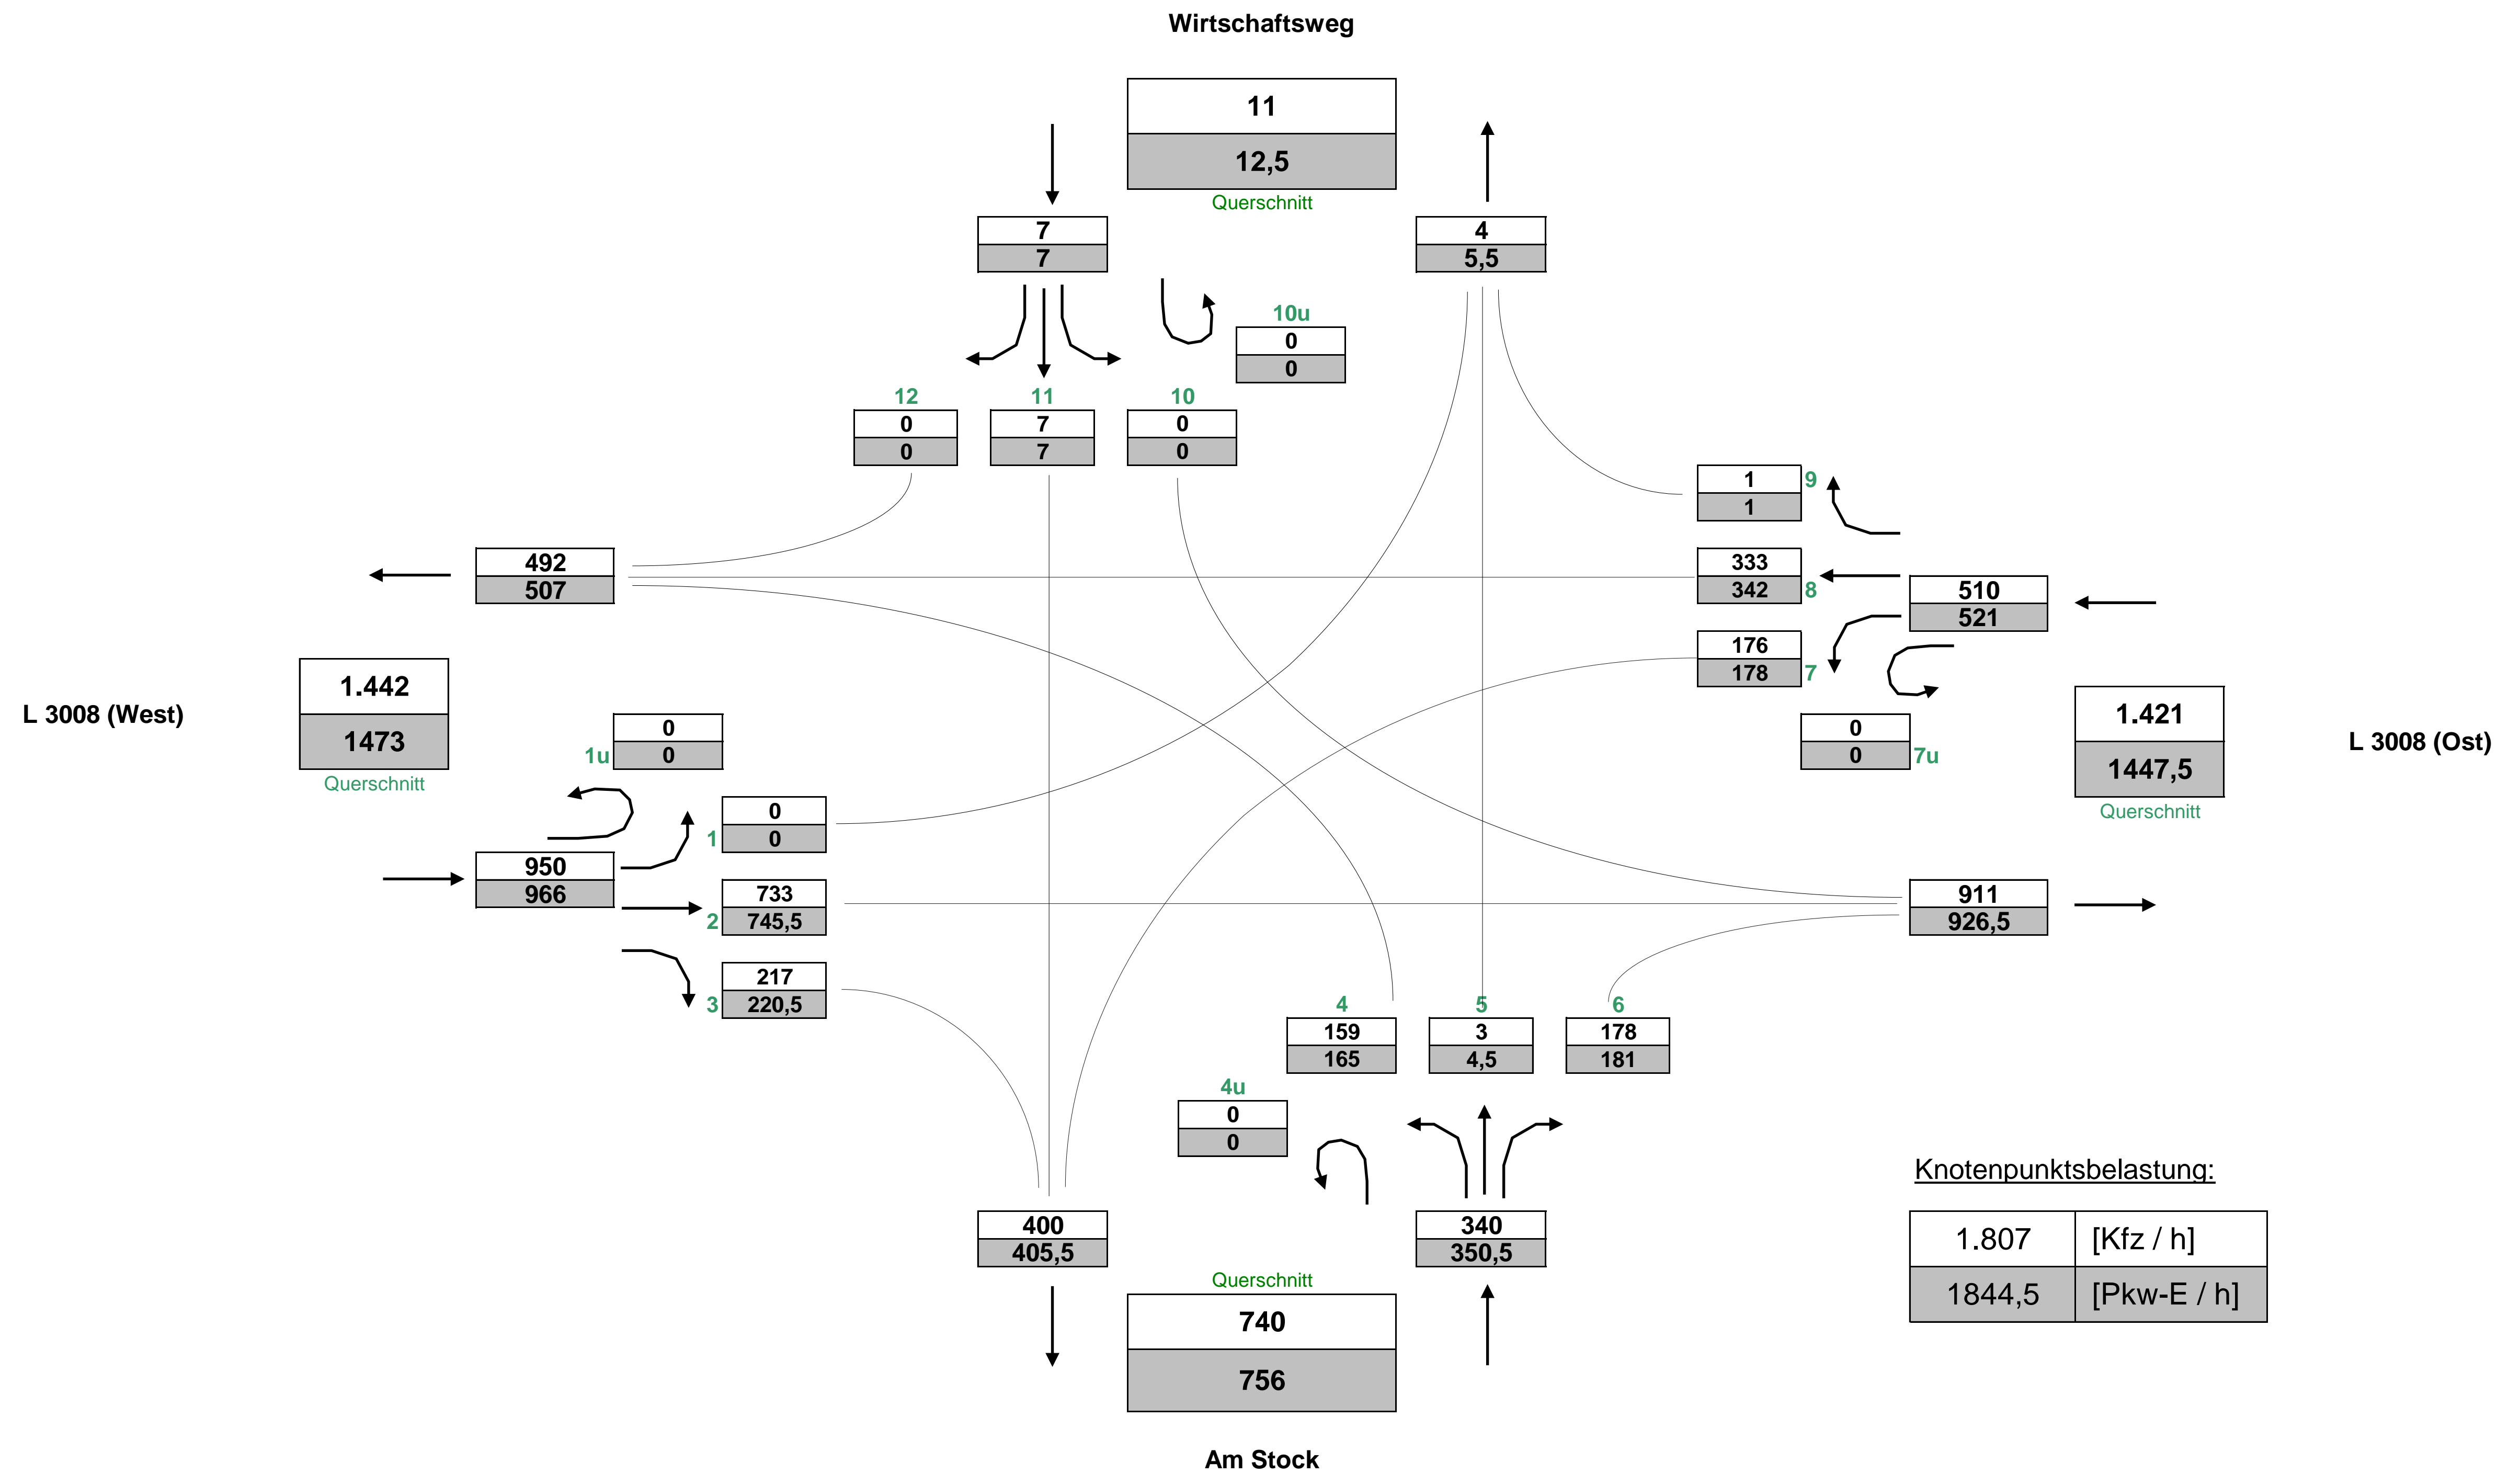 Wirtschaftsweg
11
12,5
Querschnitt
7
7
4
5,5
10u
0
0
12 11 10
0 7 0
0 7 0
1 9
1
492
507
333
342 8
510
521
176
178 7
L 3008 (West)
1.442
1473
Querschnitt
0
1u 0
0
0 7u
1.421
1447,5
Querschnitt
L 3008 (Ost)
0
1 0
950
966
733
2 745,5
911
926,5
217
3 220,5
4 5 6
159 3 178
165 4,5 181
4u
0
0
400
405,5
340
350,5
Querschnitt
740
756
Knotenpunktsbelastung:
1.807 [Kfz / h]
1844,5 [Pkw-E / h]
Am Stock